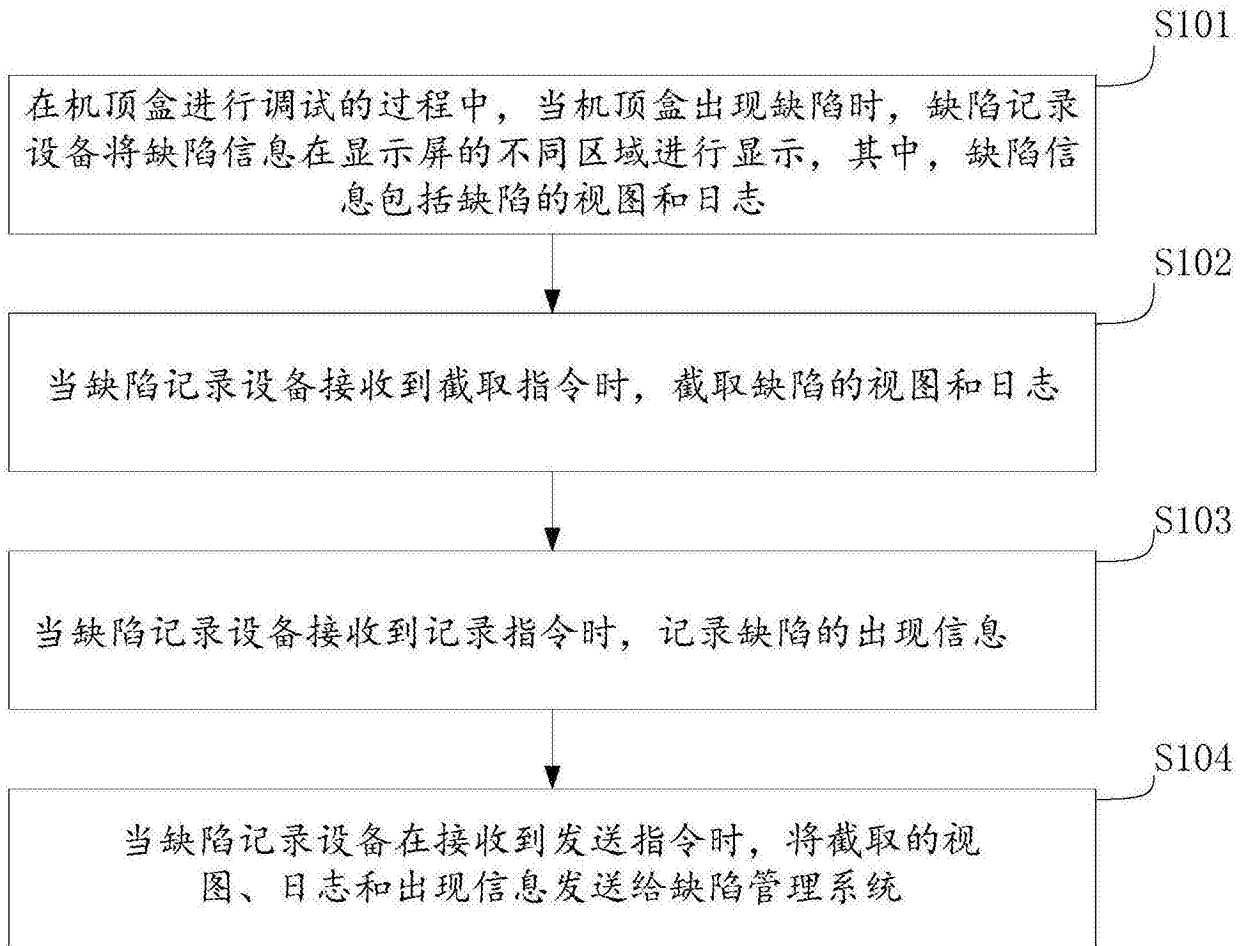 S101
在机顶盒进行调试的过程中，当机顶盒出现缺陷时，缺陷记录
设备将缺陷信息在显示屏的不同区域进行显示，其中，缺陷信
息包括缺陷的视图和日志
S102
当缺陷记录设备接收到截取指令时，截取缺陷的视图和日志
S103
当缺陷记录设备接收到记录指令时，记录缺陷的出现信息
S104
当缺陷记录设备在接收到发送指令时，将截取的视
图、日志和出现信息发送给缺陷管理系统